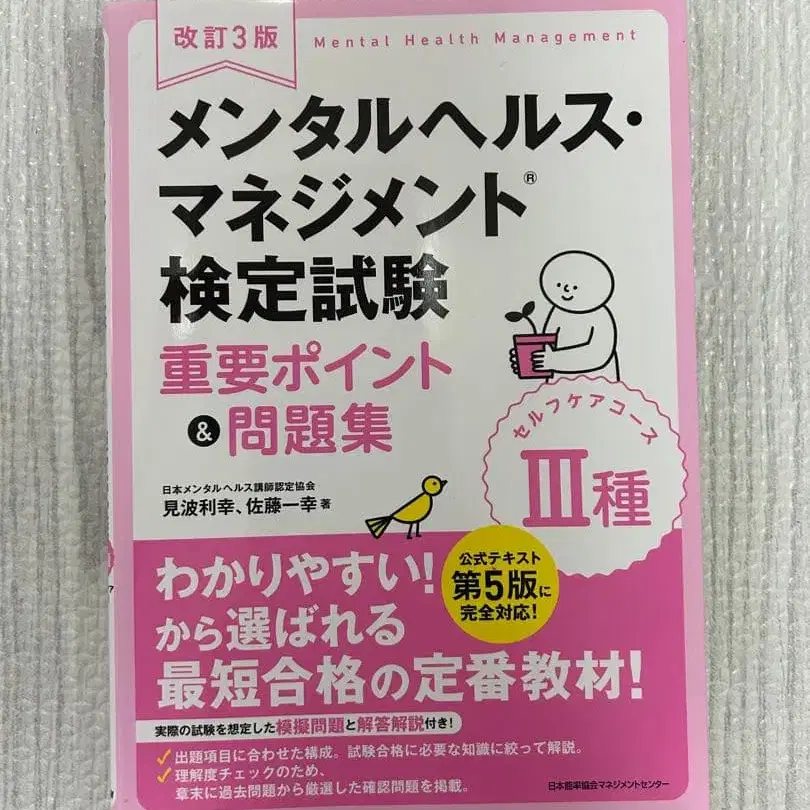 改訂3版
Mental Health Management
メンタルヘルス・
マネジメント®
検定試験
重要ポイント
&問題集
セルフケアコース
Ⅲ種
日本メンタルヘルス講師認定協会
見波利幸、佐藤一幸 著
公式テキスト
第5版に
完全対応!
わかりやすい!
から選ばれる
最短合格の定番教材!
実際の試験を想定した模擬問題と解答解説付き!
✓出題項目に合わせた構成。試験合格に必要な知識に絞って解説。
✓理解度チェックのため、
章末に過去問題から厳選した確認問題を掲載。
日本能率協会マネジメントセンター